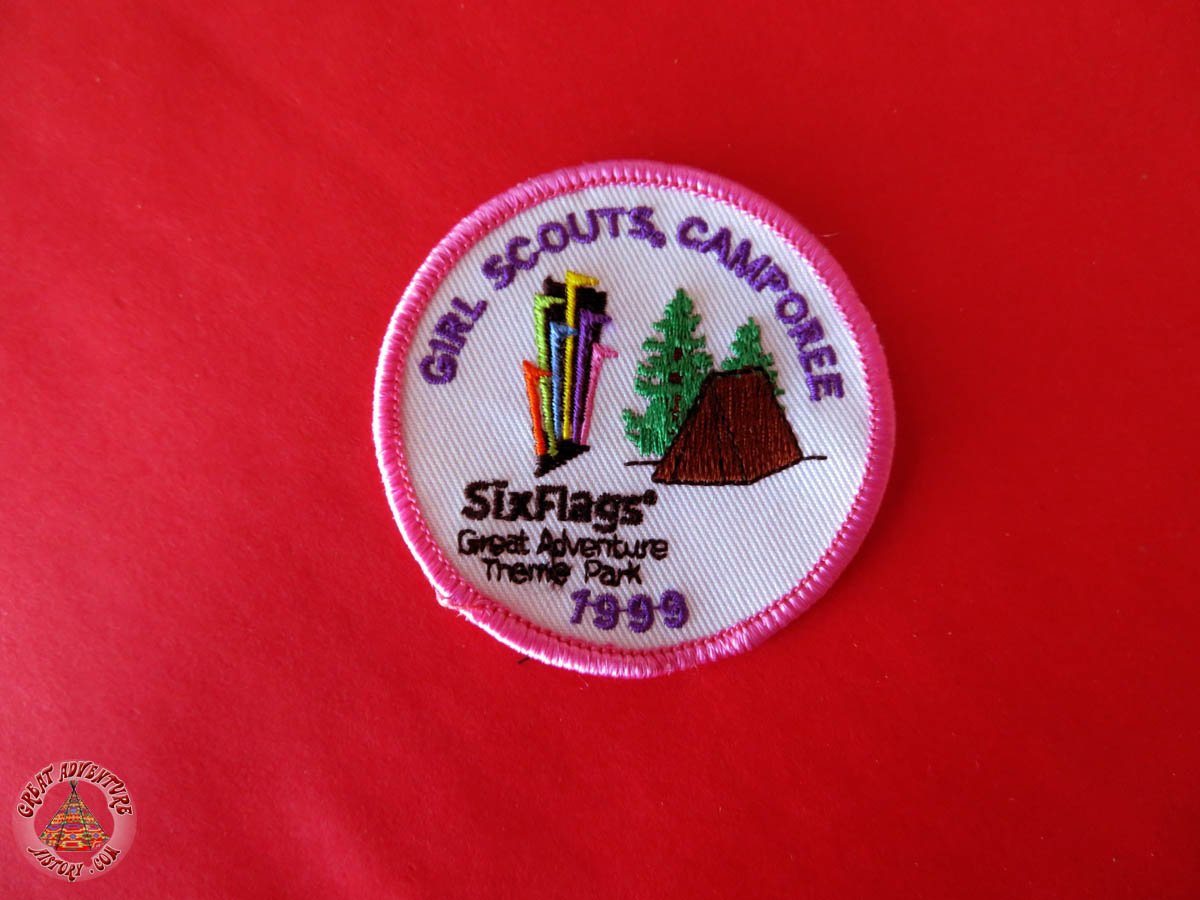 GIRL SCOUTS, CAMPOREE
SixFlags®
Great Adventure
Theme Park
1999
GREAT ADVENTURE
HISTORY.COM